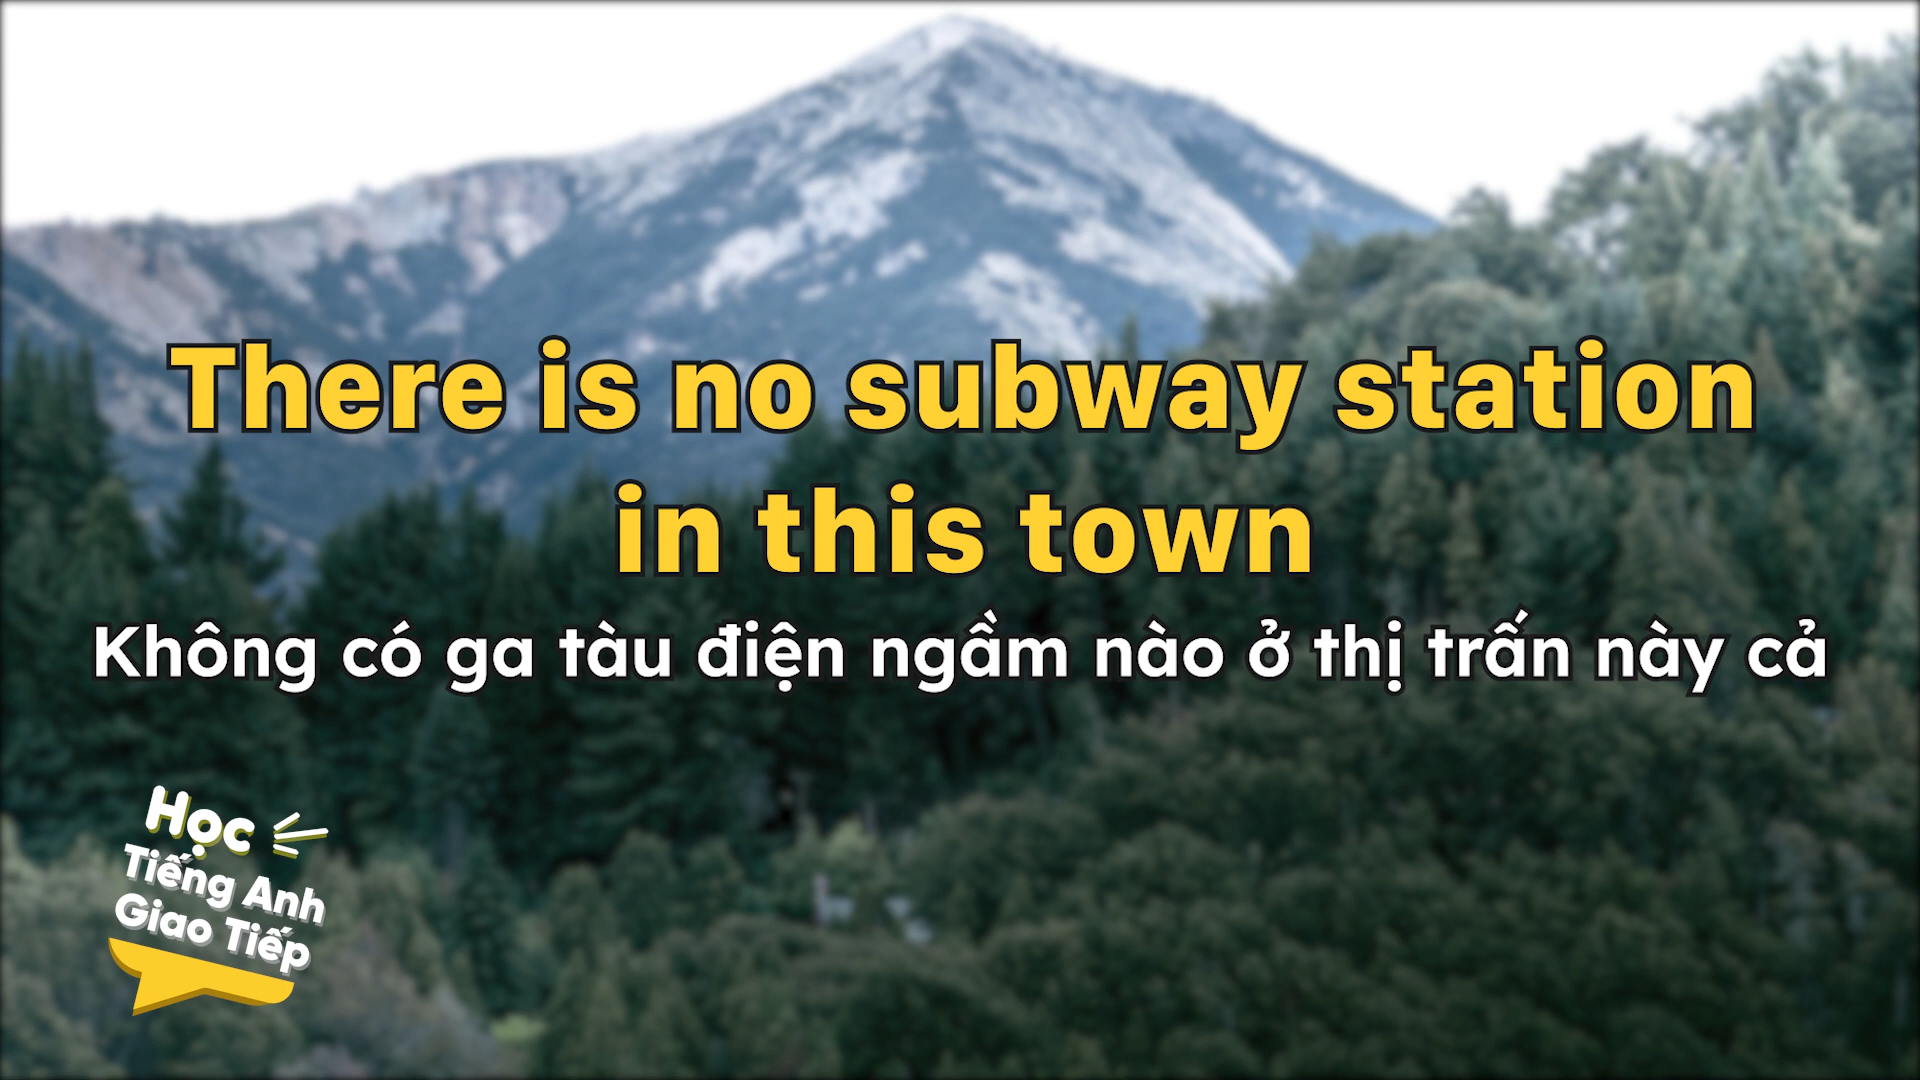 There is no subway station
in this town
Không có ga tàu điện ngầm nào ở thị trấn này cả
Học
Tiếng Anh
Giao Tiếp